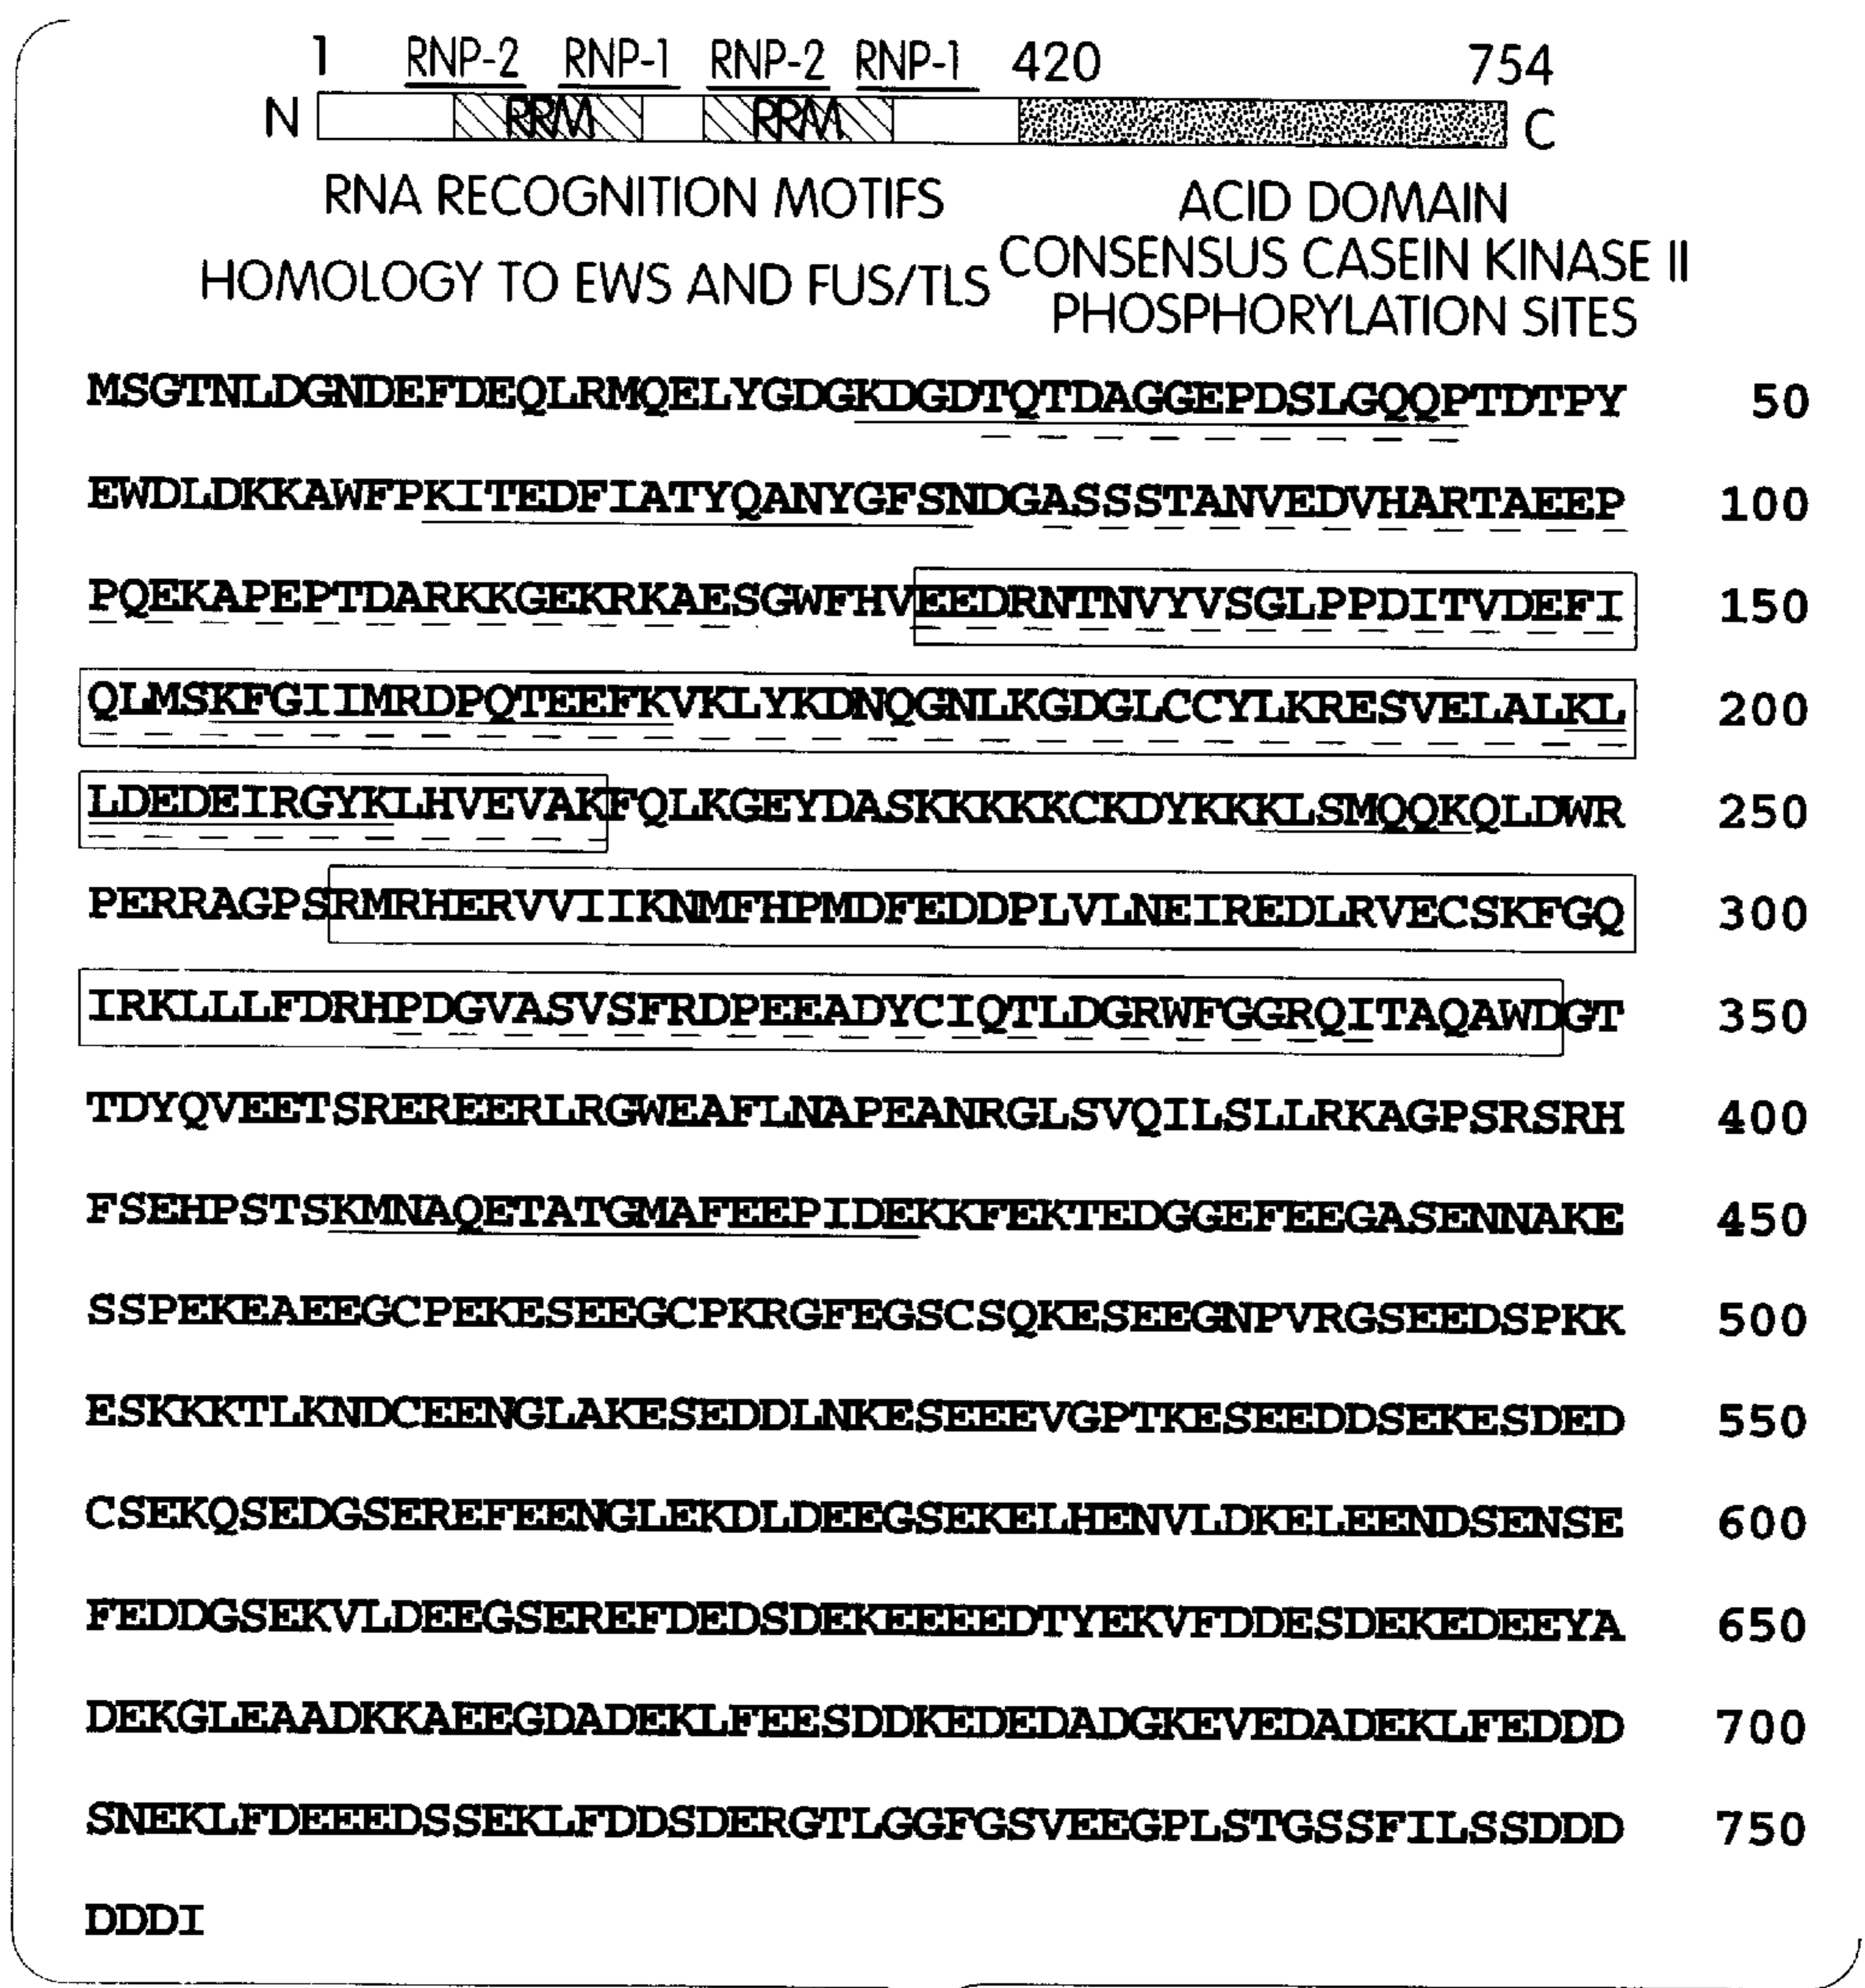 1 RNP-2 RNP-1 RNP-2 RNP-1 420 754
N RRM RRM C
RNA RECOGNITION MOTIFS ACID DOMAIN
HOMOLOGY TO EWS AND FUS/TLS CONSENSUS CASEIN KINASE II
PHOSPHORYLATION SITES
MSGTNLDGNDEFDEQLRMQELYGDGKDGDTQTDAGGEPDSLGQQPTDTPY 50
EWDLDKKAWFPKITEDFIATYQANYGFSNDGASSSTANVEDVHARTAEEP 100
PQEKAPEPTDARKKGEKRKAESGWFHVEEDRNTNVYVSGLPPDITVDEFI 150
QLMSKFGIIMRDPQTEEFKVKLYKDNQGNLKGDGLCCYLKRESVELALKL 200
LDEDEIRGYKLHVEVAKFQLKGEYDASKKKKKCKDYKKKLSMQQKQLDWR 250
PERRAGPSRMRHERVVIIKNMFHPMDFEDDPLVLNEIREDLRVECSKFGQ 300
IRKLLLFDRHPDGVASVSFRDPEEADYCIQTLDGRWFGGRQITAQAWDGT 350
TDYQVEETSREREERLRGWEAFLNAPEANRGLSVQILSLLRKAGPSRSRH 400
FSEHPSTSKMNAQETATGMAFEEPIDEKKFEKTEDGGEFEEGASENNAKE 450
SSPEKEAEEGCPEKESEEGCPKRGFEGSCSQKESEEGNPVRGSEEDSPKK 500
ESKKKTLKNDCEENGLAKESEDDLNKESEEEVGPTKESEEDDSEKESDED 550
CSEKQSEDGSEREFEENGLEKDLDEEGSEKELHENVLDKELEENDSENSE 600
FEDDGSEKVLDEEGSEREFDEDSDEKEEEEDTYEKVFDDESDEKEDEEYA 650
DEKGLEAADKKAEEGDADEKLFEESDDKEDEDADGKEVEDADEKLFEDDD 700
SNEKLFDEEEDSSEKLFDDSDERGTLGGFGSVEEGPLSTGSSFILSSDDD 750
DDDI